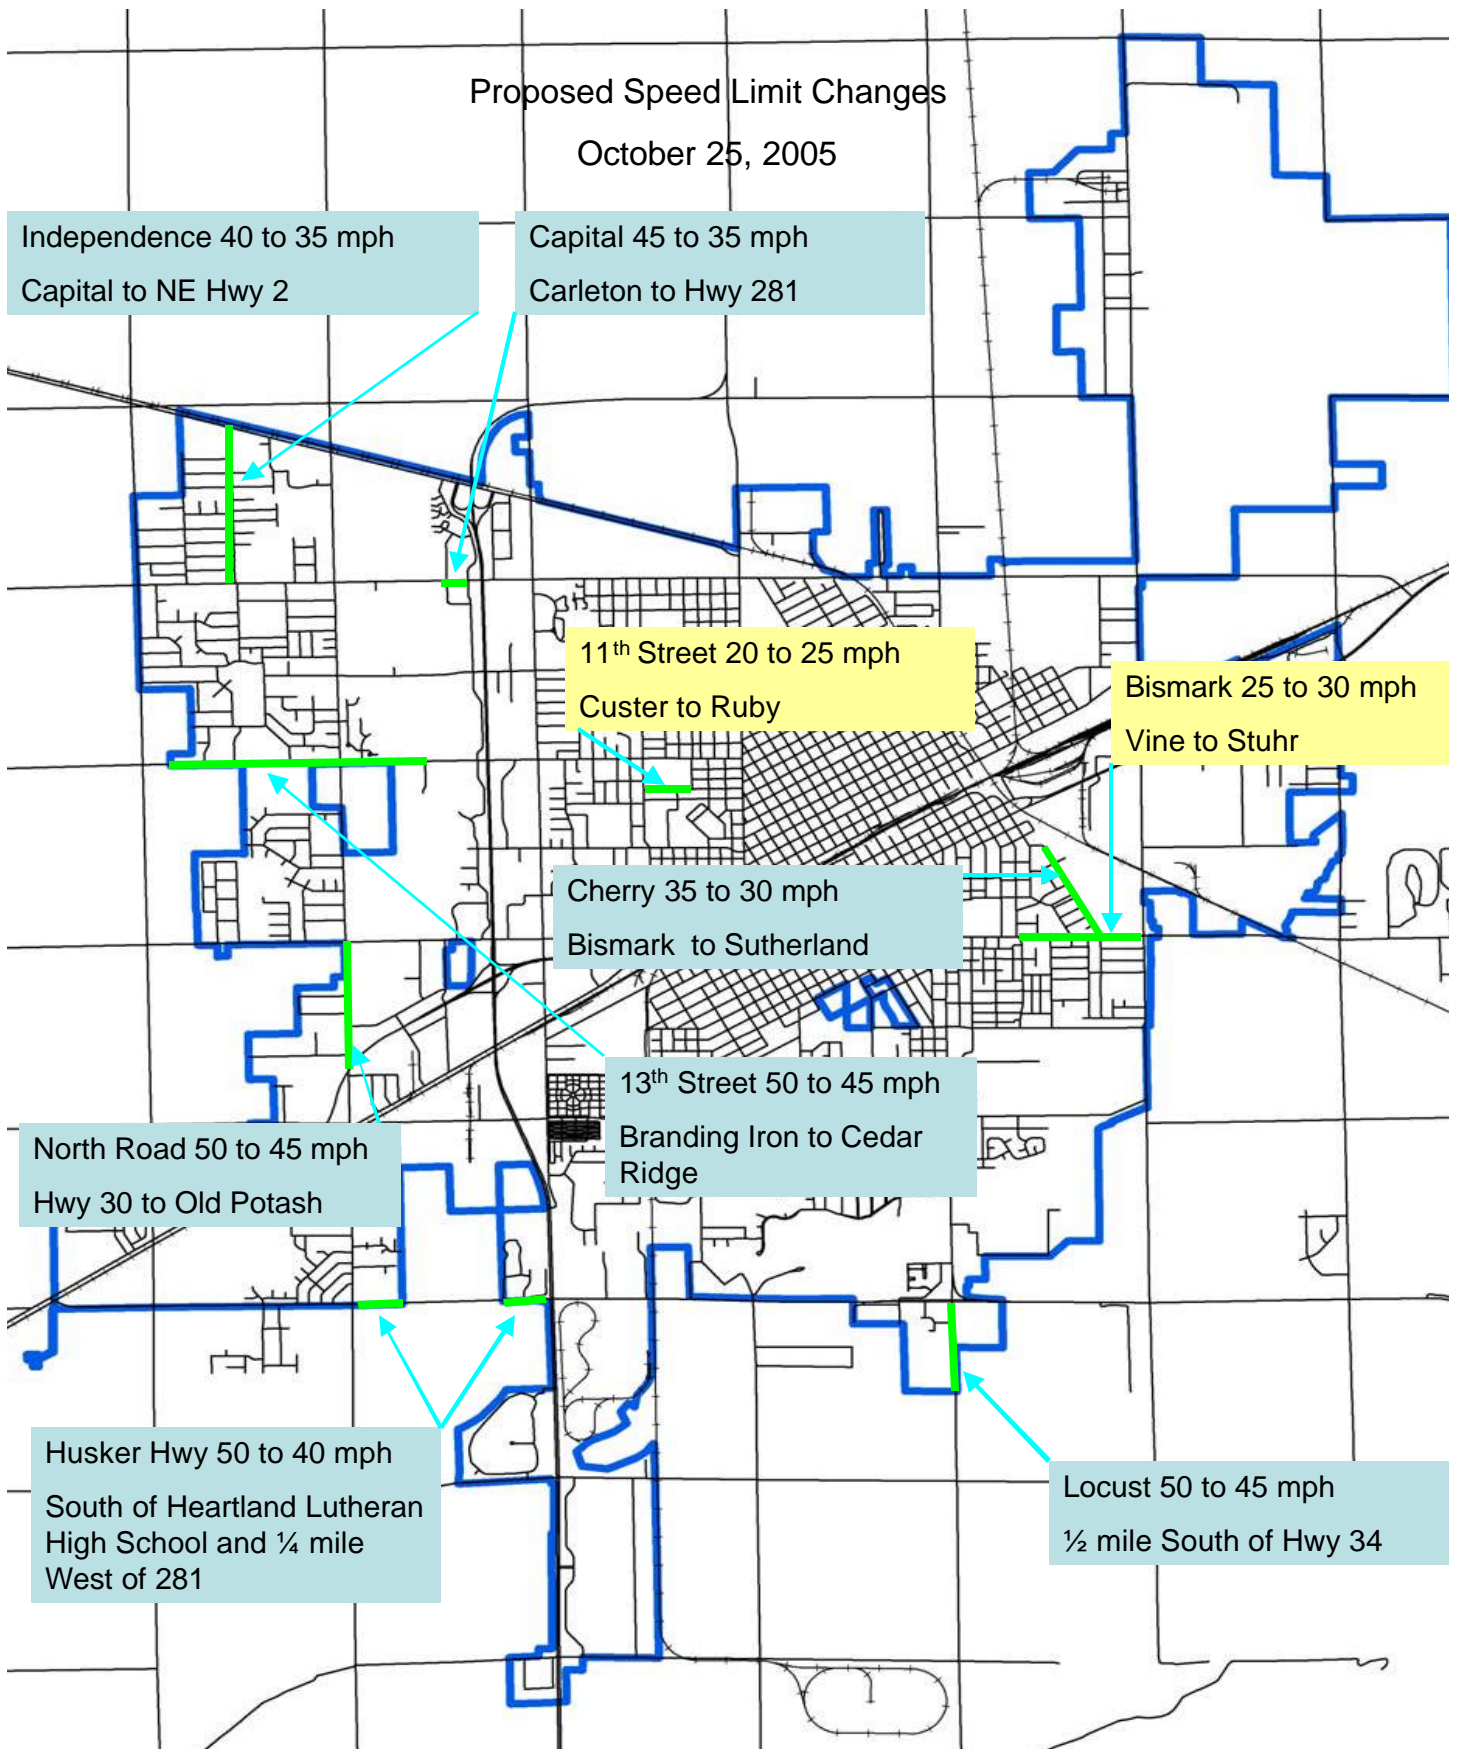 Proposed Speed Limit Changes
October 25, 2005
Independence 40 to 35 mph
Capital to NE Hwy 2
Capital 45 to 35 mph
Carleton to Hwy 281
11th Street 20 to 25 mph
Custer to Ruby
Bismark 25 to 30 mph
Vine to Stuhr
Cherry 35 to 30 mph
Bismark to Sutherland
13th Street 50 to 45 mph
Branding Iron to Cedar
Ridge
North Road 50 to 45 mph
Hwy 30 to Old Potash
Husker Hwy 50 to 40 mph
South of Heartland Lutheran
High School and ¼ mile
West of 281
Locust 50 to 45 mph
½ mile South of Hwy 34